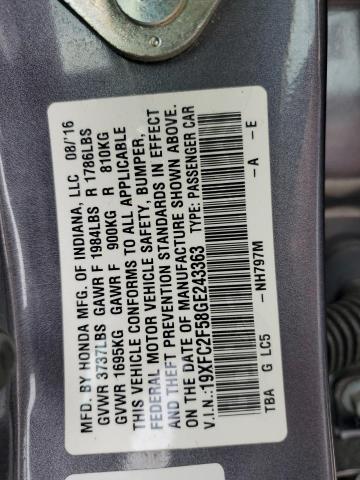 MFD. BY HONDA MFG. OF INDIANA, LLC 08/'16
GVWR 3737LBS GAWR F 1984LBS R 1786LBS
GVWR 1695KG GAWR F 900KG R 810KG
THIS VEHICLE CONFORMS TO ALL APPLICABLE
FEDERAL MOTOR VEHICLE SAFETY, BUMPER,
AND THEFT PREVENTION STANDARDS IN EFFECT
ON THE DATE OF MANUFACTURE SHOWN ABOVE.
V.I.N.:19XFC2F58GE243363 TYPE: PASSENGER CAR
TBA G LC5 -NH797M -A -E